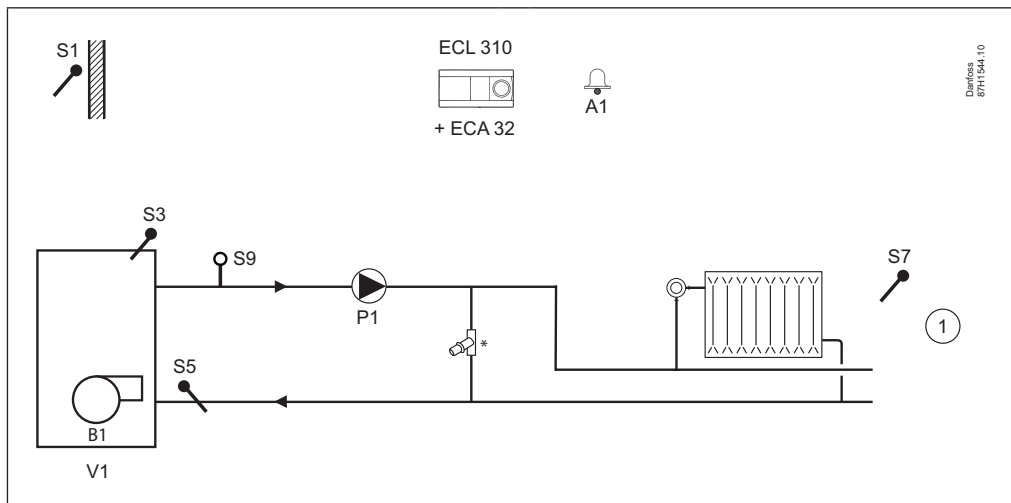 S1
ECL 310
+ ECA 32
A1
Danfoss
87H1544.10
S3
S9
P1
*
S7
1
S5
B1
V1